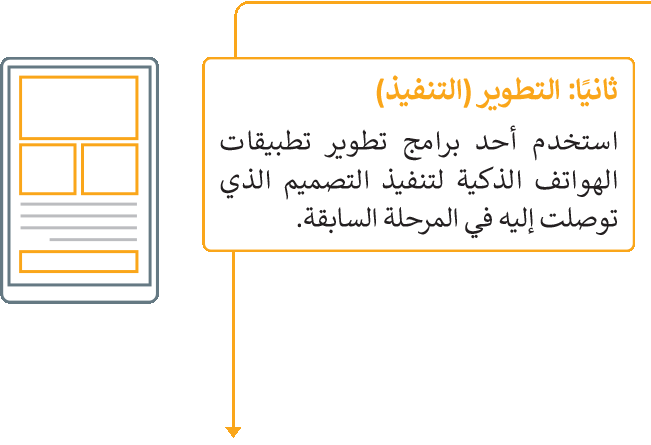 ثانيًا: التطوير (التنفيذ)
استخدم أحد برامج تطوير تطبيقات
الهواتف الذكية لتنفيذ التصميم الذي
توصلت إليه في المرحلة السابقة.